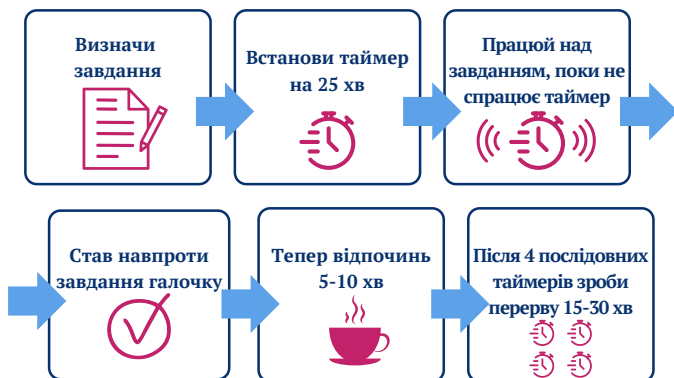 Визначи
завдання
Встанови таймер
на 25 хв
Працюй над
завданням, поки не
спрацює таймер
Став навпроти
завдання галочку
Тепер відпочинь
5-10 хв
Після 4 послідовних
таймерів зроби
перерву 15-30 хв